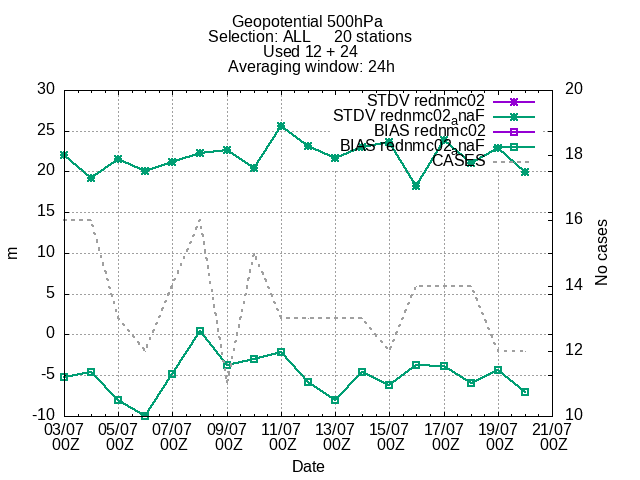 Geopotential 500hPa
Selection: ALL 20 stations
Used 12 + 24
Averaging window: 24h
30 20
STDV rednmc02
STDV rednmc02_anaF
BIAS rednmc02
BIAS rednmc02_anaF
CASES
25
20 18
15 16
10
5 14
0
-5 12
-10 10
m
No cases
03/07 05/07 07/07 09/07 11/07 13/07 15/07 17/07 19/07 21/07
00Z 00Z 00Z 00Z 00Z 00Z 00Z 00Z 00Z 00Z
Date